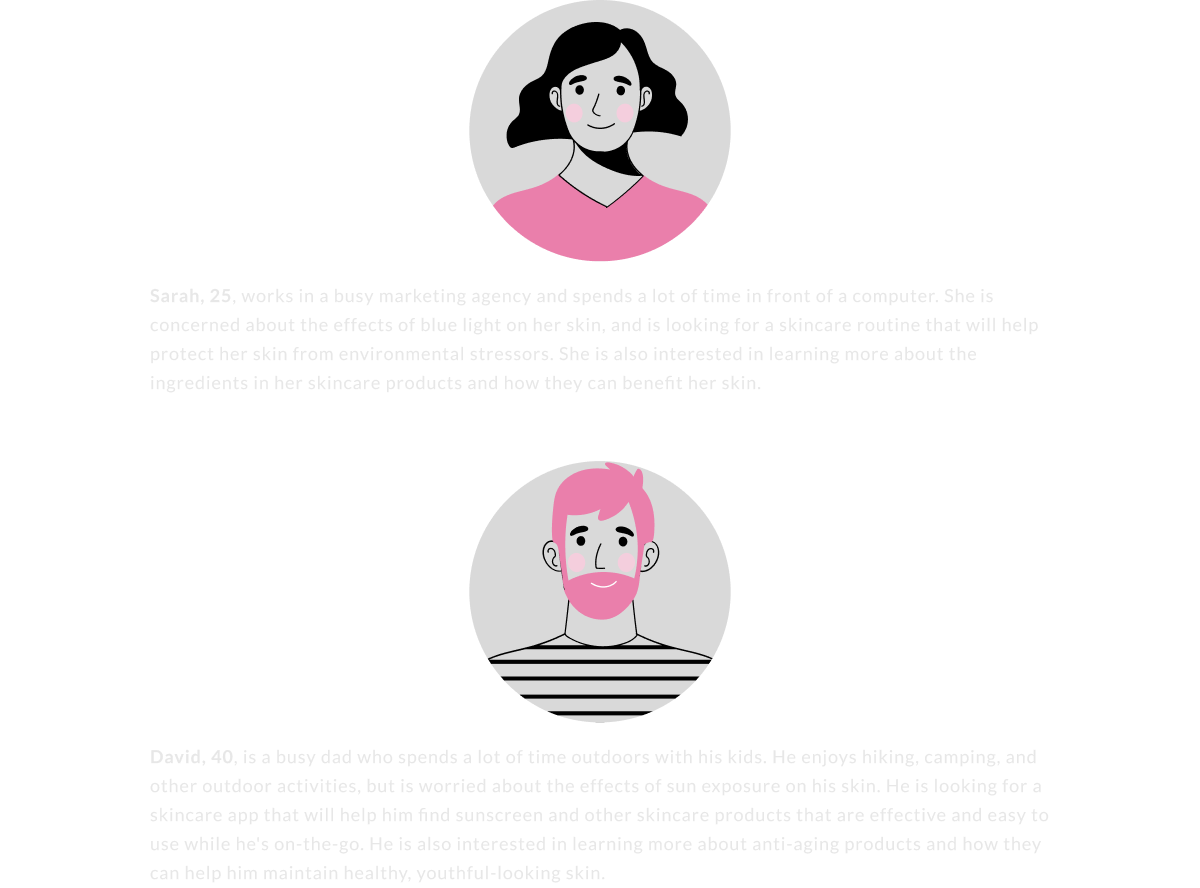 Sarah, 25, works in a busy marketing agency and spends a lot of time in front of a computer. She is
concerned about the effects of blue light on her skin, and is looking for a skincare routine that will help
protect her skin from environmental stressors. She is also interested in learning more about the
ingredients in her skincare products and how they can benefit her skin.
David, 40, is a busy dad who spends a lot of time outdoors with his kids. He enjoys hiking, camping, and
other outdoor activities, but is worried about the effects of sun exposure on his skin. He is looking for a
skincare app that will help him find sunscreen and other skincare products that are effective and easy to
use while he's on-the-go. He is also interested in learning more about anti-aging products and how they
can help him maintain healthy, youthful-looking skin.